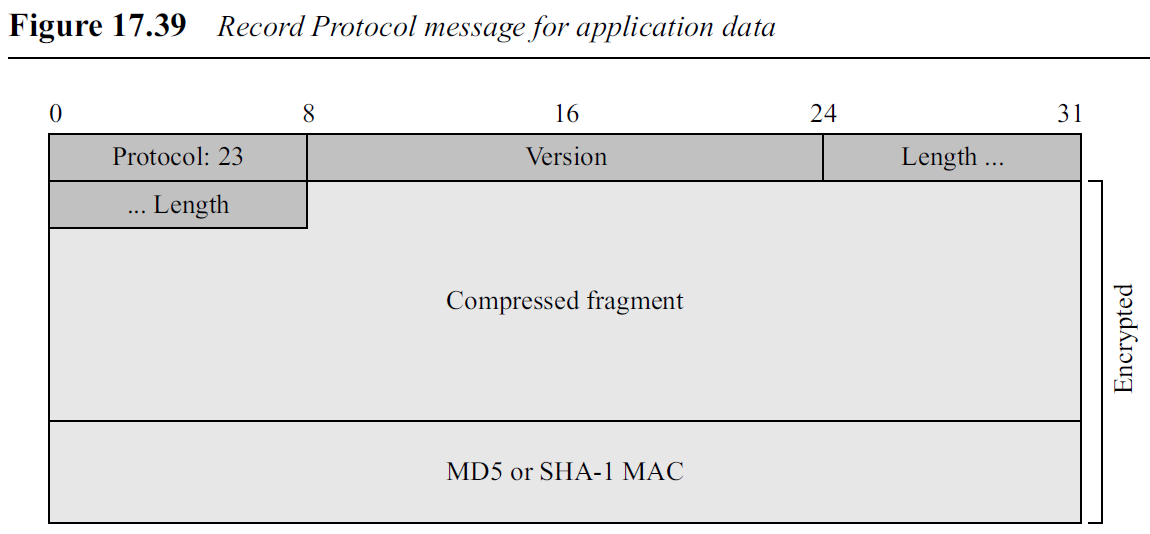 Figure 17.39 Record Protocol message for application data
0 8 16 24 31
Protocol: 23 Version Length ...
... Length
Compressed fragment
Encrypted
MD5 or SHA-1 MAC